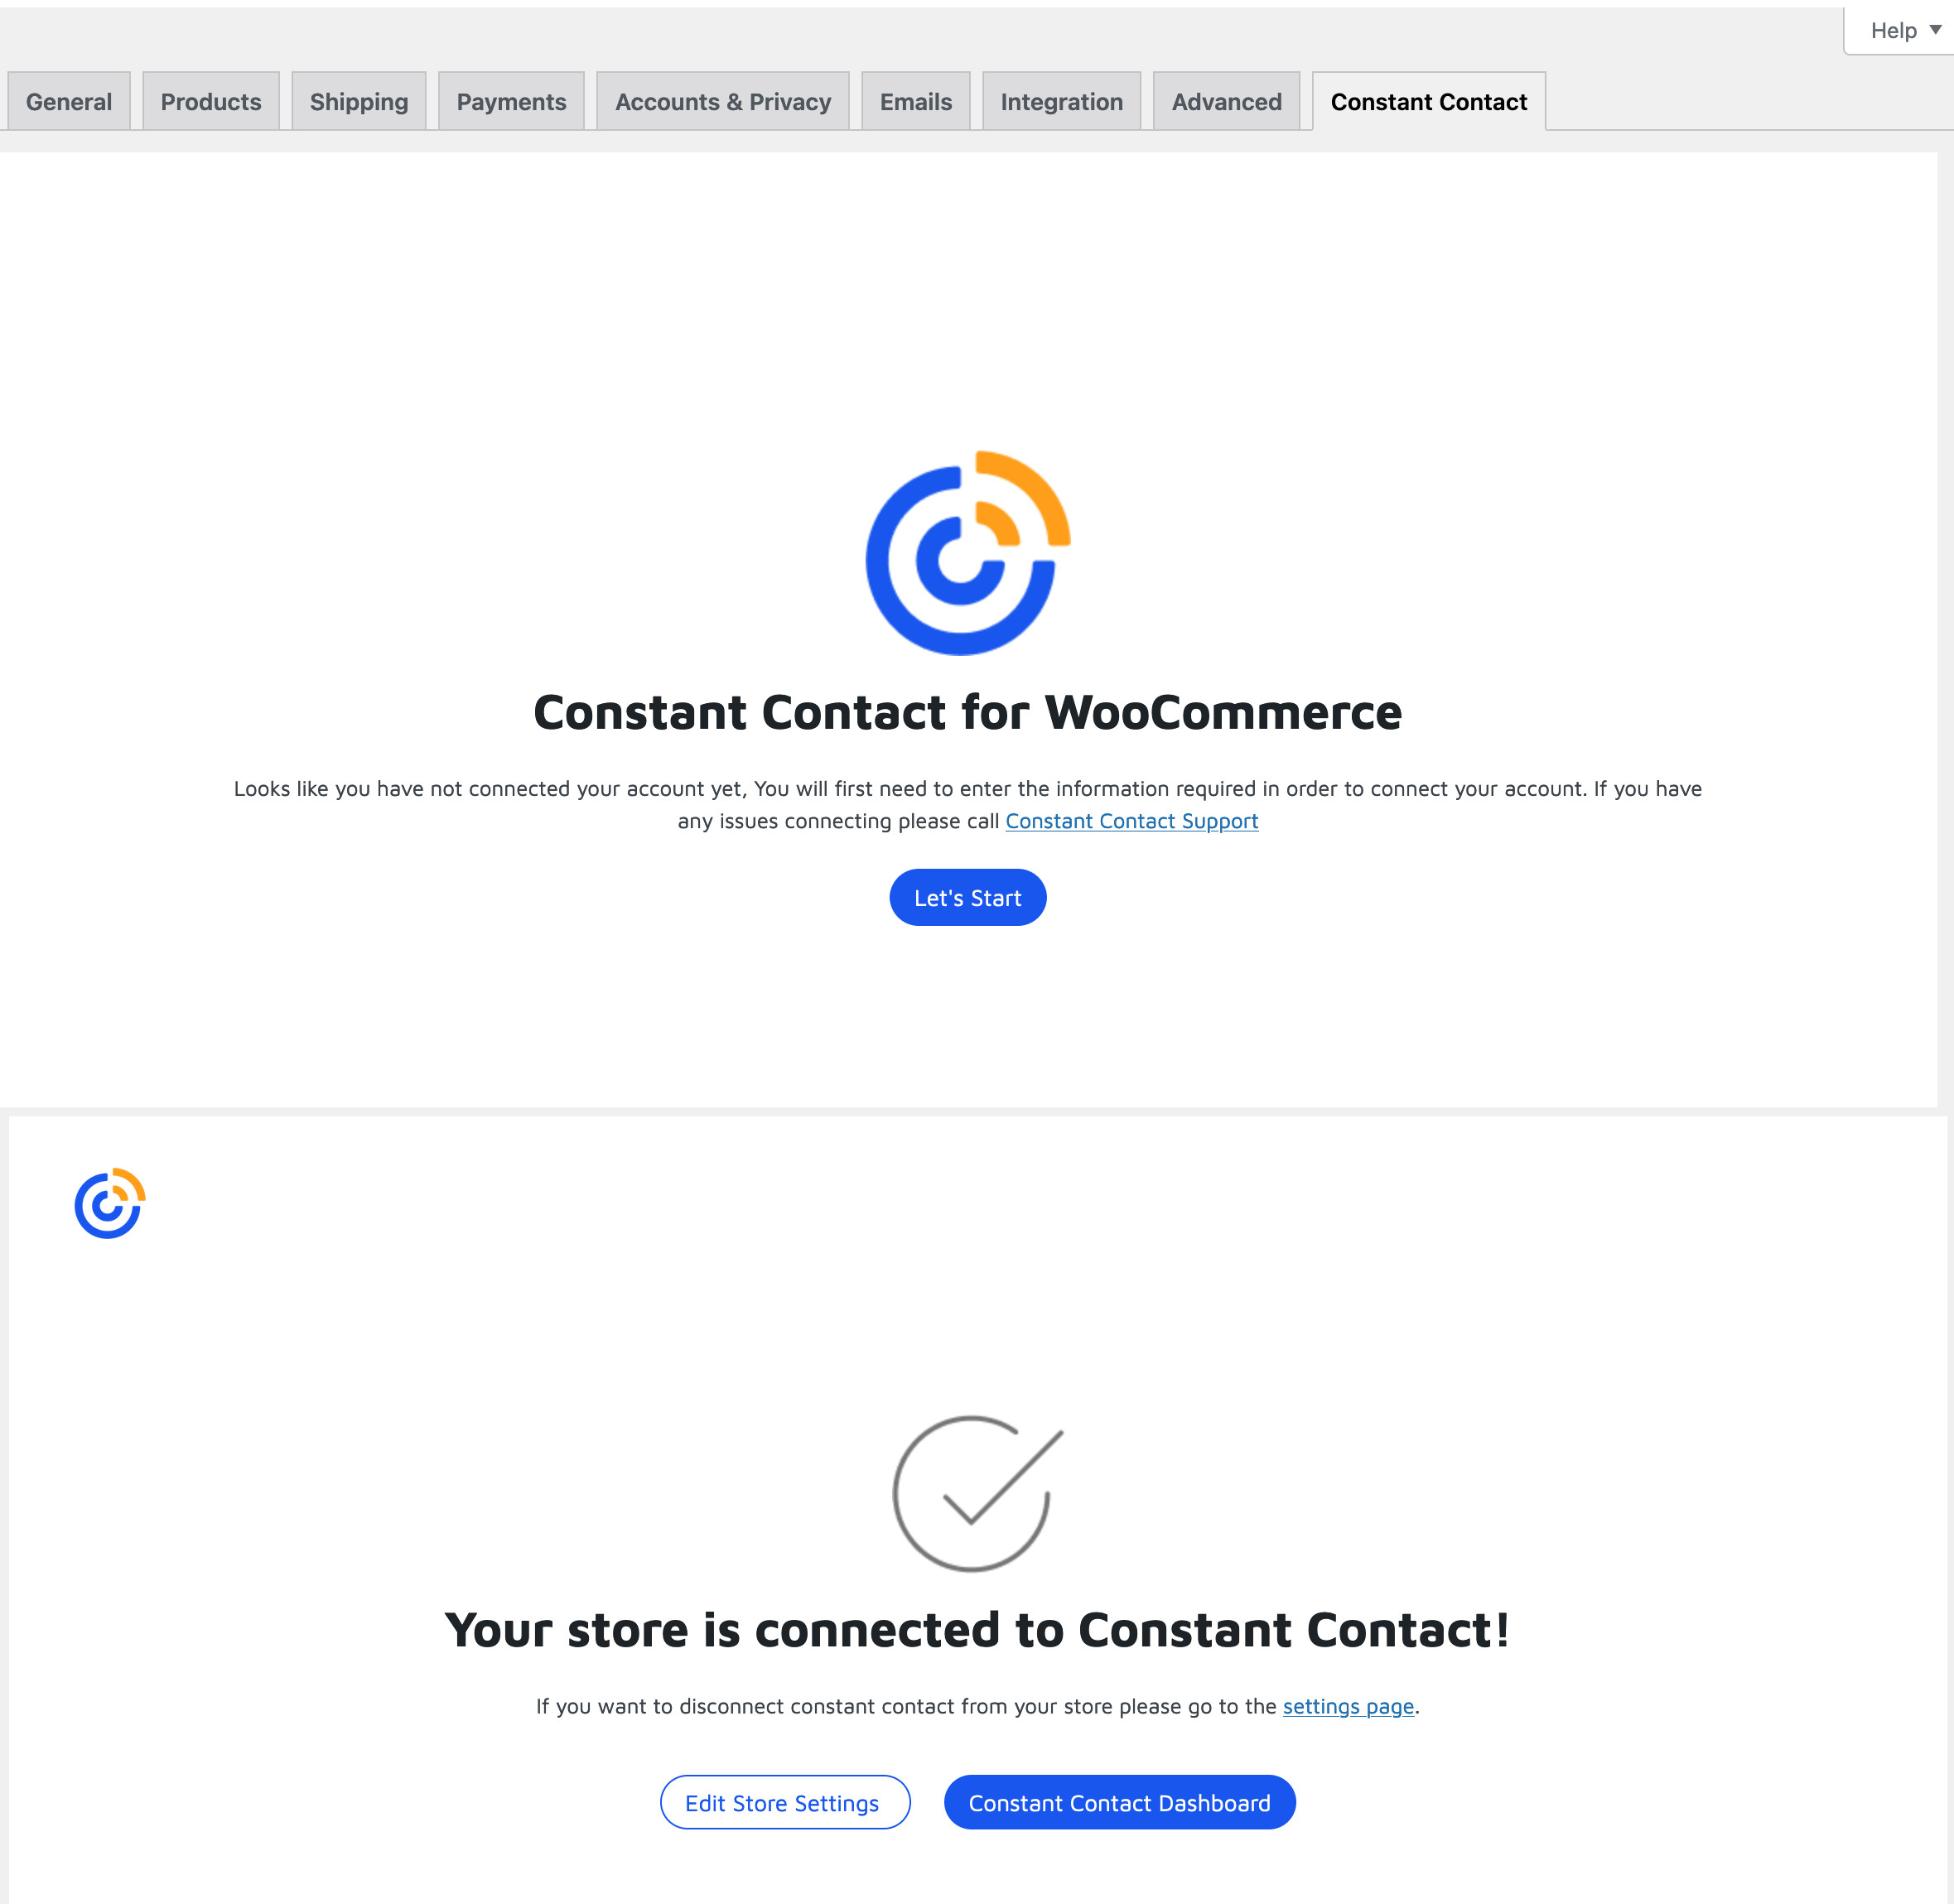 Help ▼
General Products Shipping Payments Accounts & Privacy Emails Integration Advanced Constant Contact
Constant Contact for WooCommerce
Looks like you have not connected your account yet, You will first need to enter the information required in order to connect your account. If you have
any issues connecting please call Constant Contact Support
Let's Start
Your store is connected to Constant Contact!
If you want to disconnect constant contact from your store please go to the settings page.
Edit Store Settings Constant Contact Dashboard